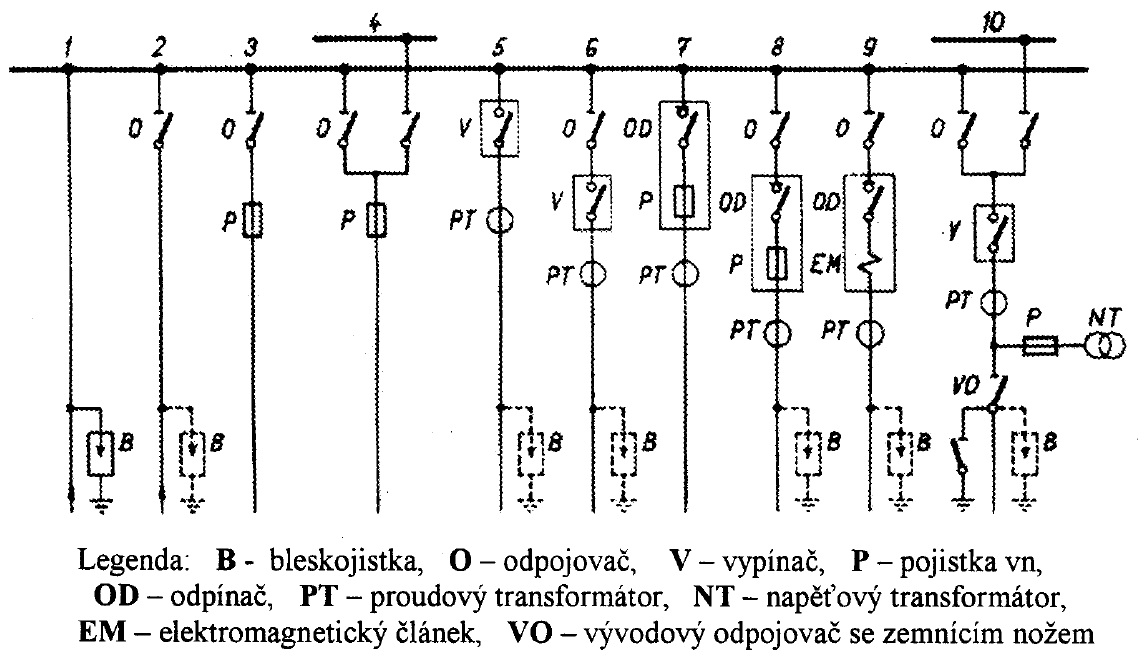 1 2 3 4 5 6 7 8 9 10
O O O V O OD O O O
P P PT V P OD OD V
PT PT P EM PT P NT
PT PT VO
B B B B B B B
Legenda: B - bleskojistka, O – odpojovač, V – vypínač, P – pojistka vn,
OD – odpínač, PT – proudový transformátor, NT – napěťový transformátor,
EM – elektromagnetický článek, VO – vývodový odpojovač se zemnícím nožem